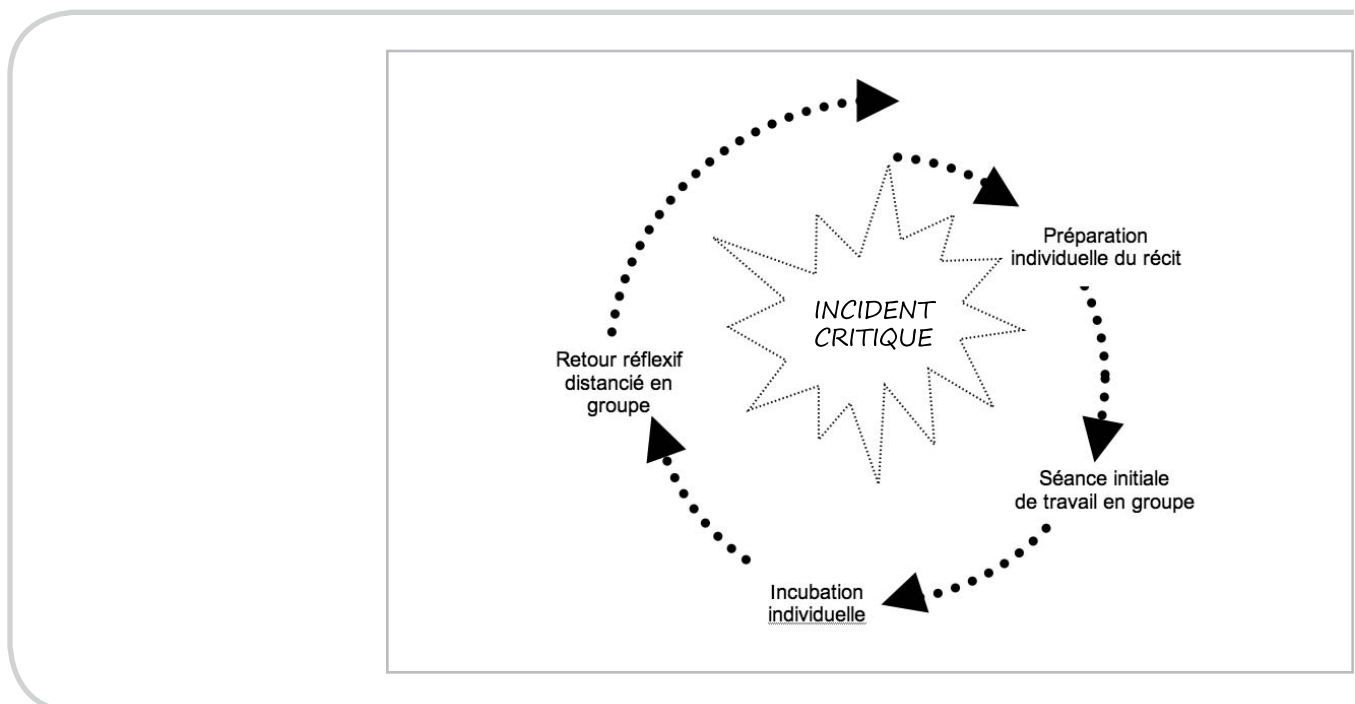 INCIDENT
CRITIQUE
Préparation
individuelle du récit
Séance initiale
de travail en groupe
Incubation
individuelle
Retour réflexif
distancié en
groupe